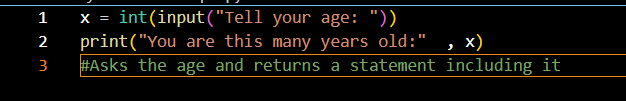 1 x = int(input("Tell your age: "))
2 print("You are this many years old:"  , x)
3 #Asks the age and returns a statement including it